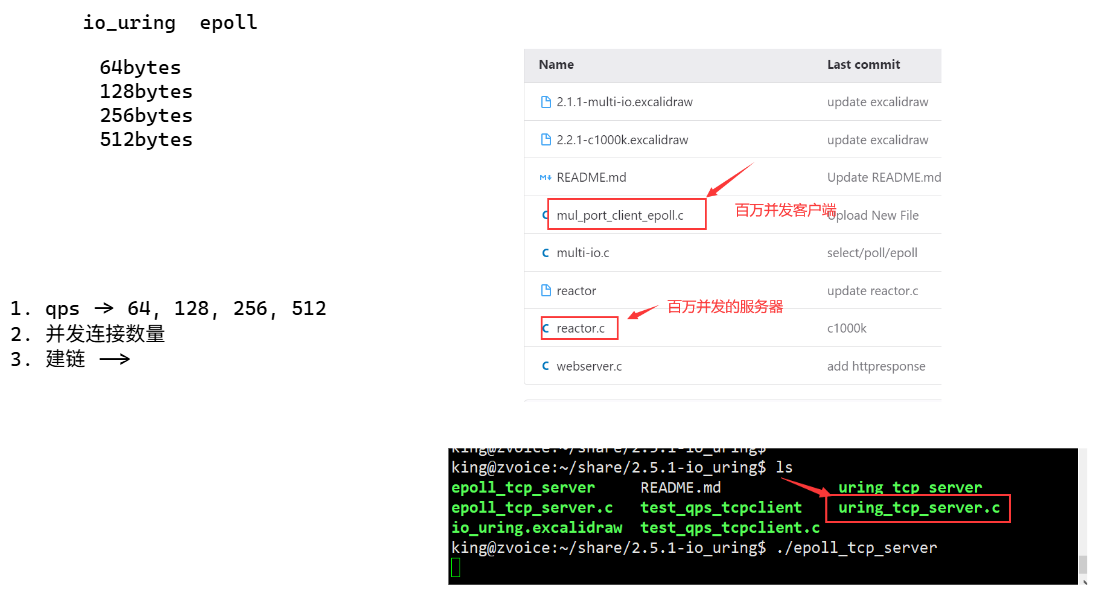 io_uring epoll
64bytes
128bytes
256bytes
512bytes
1. qps -> 64, 128, 256, 512
2. 并发连接数量
3. 建链 -->
Name Last commit
2.1.1-multi-io.excalidraw update excalidraw
2.2.1-c1000k.excalidraw update excalidraw
M↓ README.md Update README.md
C mul_port_client_epoll.c Upload New File
百万并发客户端
C multi-io.c select/poll/epoll
reactor update reactor.c
百万并发的服务器
C reactor.c c1000k
C webserver.c add httpresponse
king@zvoice:~/share/2.5.1-io_uring$
king@zvoice:~/share/2.5.1-io_uring$ ls
epoll_tcp_server README.md uring_tcp_server
epoll_tcp_server.c test_qps_tcpclient uring_tcp_server.c
io_uring.excalidraw test_qps_tcpclient.c
king@zvoice:~/share/2.5.1-io_uring$ ./epoll_tcp_server